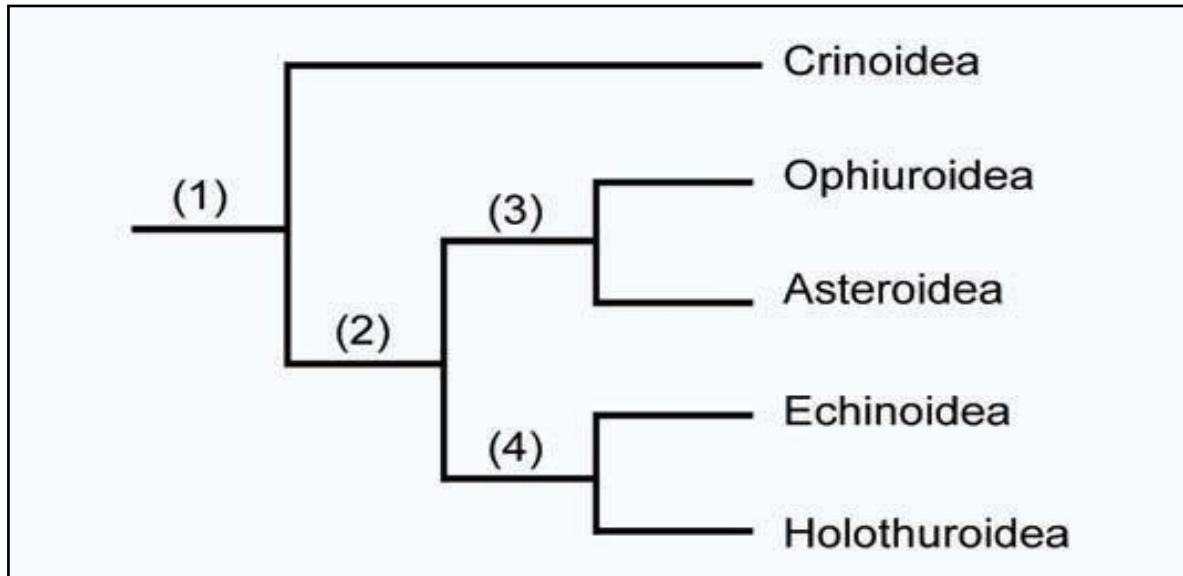 Crinoidea
Ophiuroidea
(1)
(3)
Asteroidea
(2)
Echinoidea
(4)
Holothuroidea